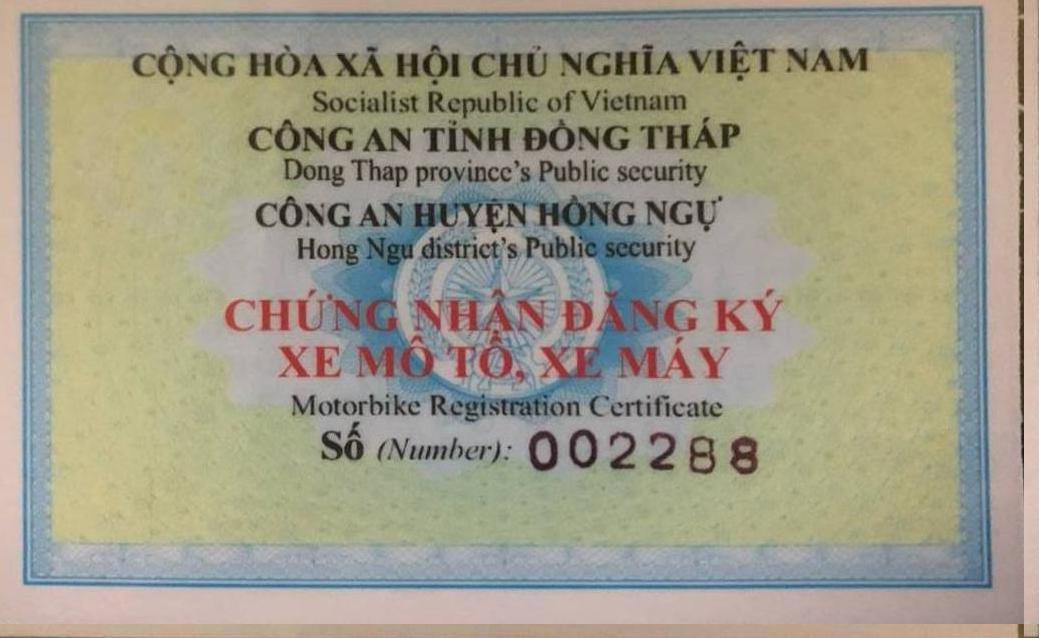 CỘNG HÒA XÃ HỘI CHỦ NGHĨA VIỆT NAM
Socialist Republic of Vietnam
CÔNG AN TỈNH ĐỒNG THÁP
Dong Thap province's Public security
CÔNG AN HUYỆN HỒNG NGỰ
Hong Ngu district's Public security
CHỨNG NHẬN ĐĂNG KÝ
XE MÔ TÔ, XE MÁY
Motorbike Registration Certificate
Số (Number): 002288